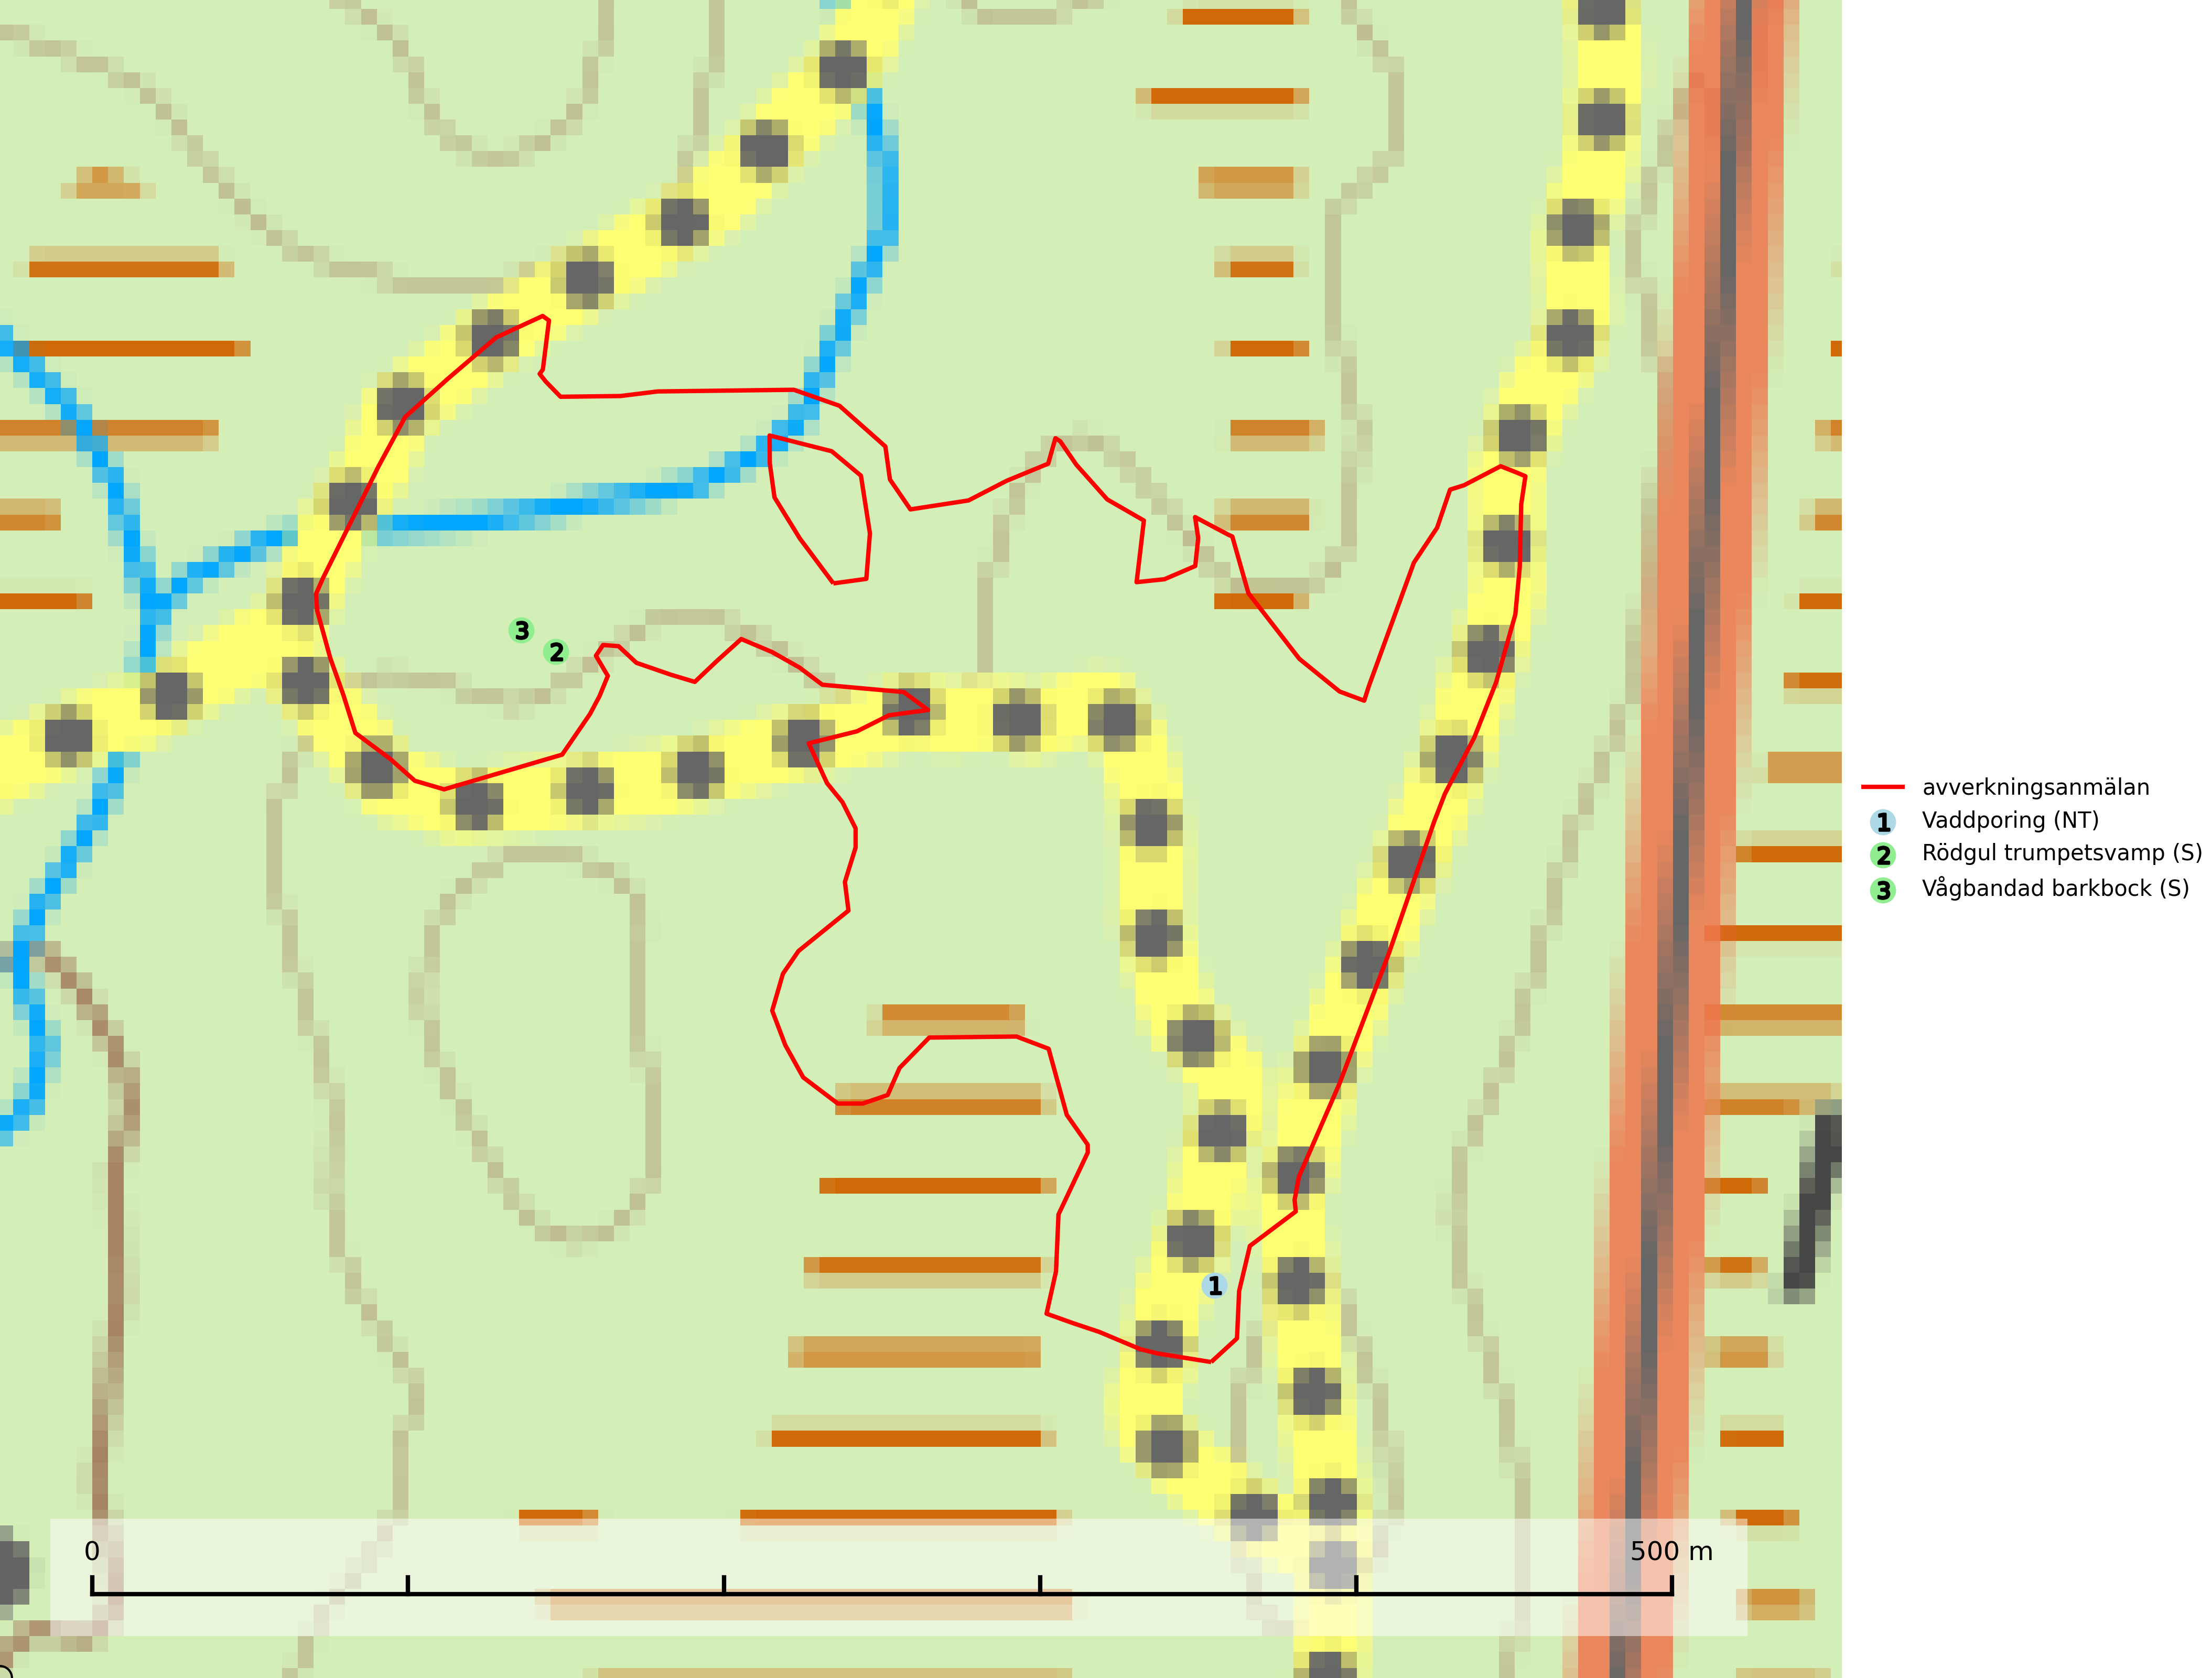 3
2
1
avverkningsanmälan
1 Vaddporing (NT)
2 Rödgul trumpetsvamp (S)
3 Vågbandad barkbock (S)
0 500 m